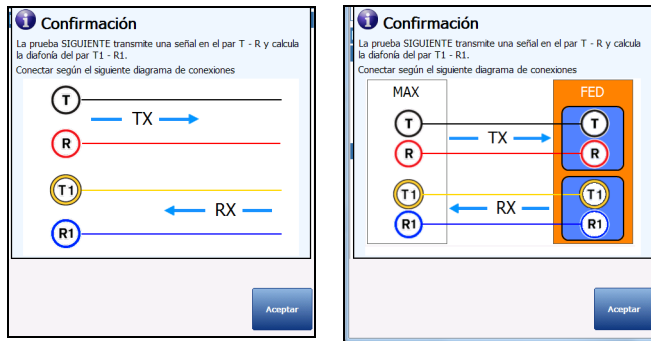 Confirmación
La prueba SIGUIENTE transmite una señal en el par T - R y calcula
la diafonía del par T1 - R1.
Conectar según el siguiente diagrama de conexiones
T
TX
R
T1
RX
R1
Aceptar
Confirmación
La prueba SIGUIENTE transmite una señal en el par T - R y calcula
la diafonía del par T1 - R1.
Conectar según el siguiente diagrama de conexiones
MAX FED
T T
TX
R R
T1 T1
RX
R1 R1
Aceptar